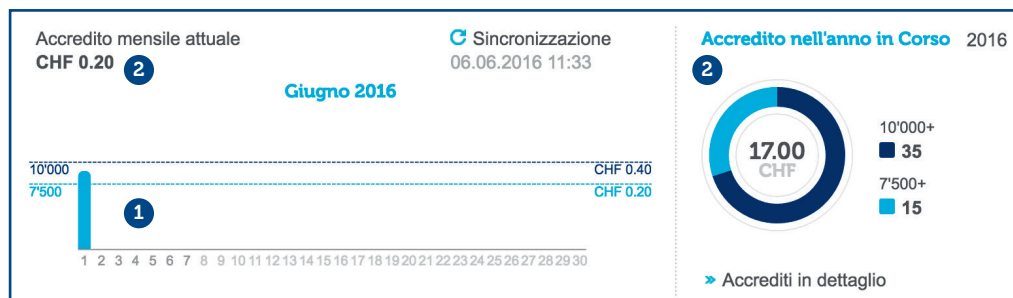 Accredito mensile attuale
CHF 0.20
2
Sincronizzazione
06.06.2016 11:33
Giugno 2016
10'000
CHF 0.40
7'500
CHF 0.20
1
1 2 3 4 5 6 7 8 9 10 11 12 13 14 15 16 17 18 19 20 21 22 23 24 25 26 27 28 29 30
Accredito nell'anno in Corso 2016
2
17.00
CHF
10'000+
35
7'500+
15
» Accrediti in dettaglio